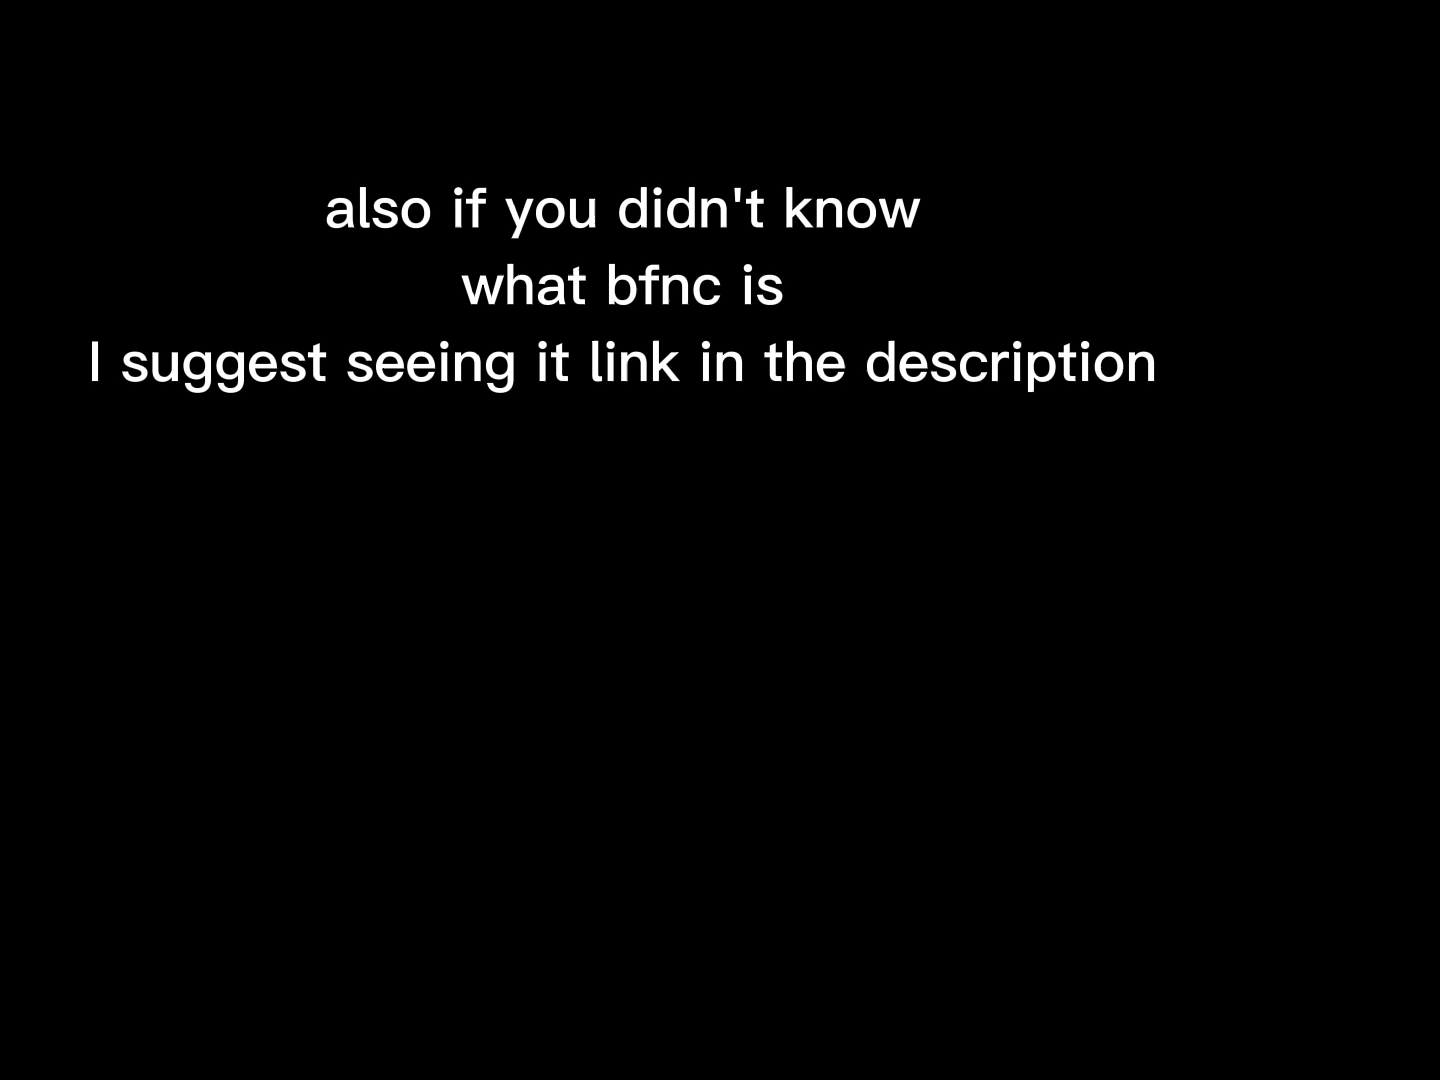 also if you didn't know
what bfnc is
I suggest seeing it link in the description